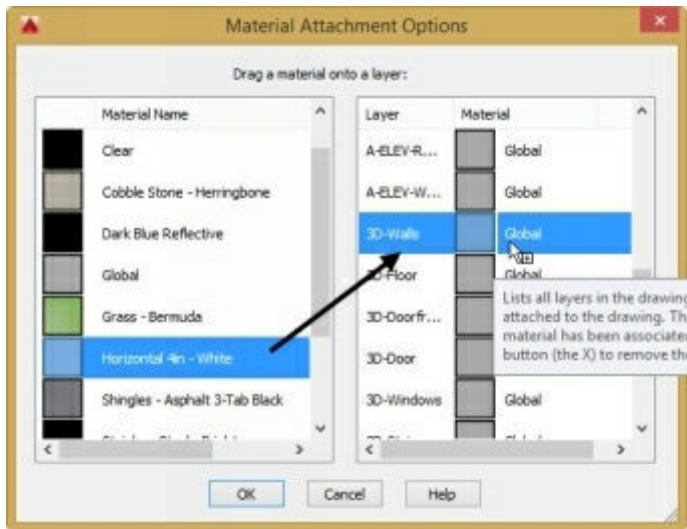 Material Attachment Options
Drag a material onto a layer:
Material Name
Clear
Cobble Stone - Herringbone
Dark Blue Reflective
Global
Grass - Bermuda
Horizontal 4in - White
Shingles - Asphalt 3-Tab Black
Layer Material
A-ELEV-R... Global
A-ELEV-W... Global
3D-Walls Global
3D-Floor Global
3D-Doorfr...
3D-Door
3D-Windows Global
Lists all layers in the drawing
attached to the drawing. Th
material has been associate
button (the X) to remove the
OK Cancel Help